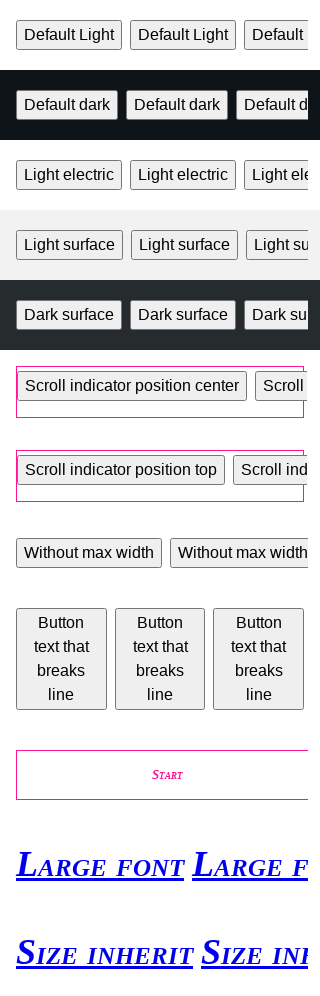 Default Light Default Light Default
Default dark Default dark Default d
Light electric Light electric Light ele
Light surface Light surface Light su
Dark surface Dark surface Dark su
Scroll indicator position center Scroll
Scroll indicator position top Scroll ind
Without max width Without max width
Button Button Button
text that text that text that
breaks breaks breaks
line line line
Start
Large font Large f
Size inherit Size inh